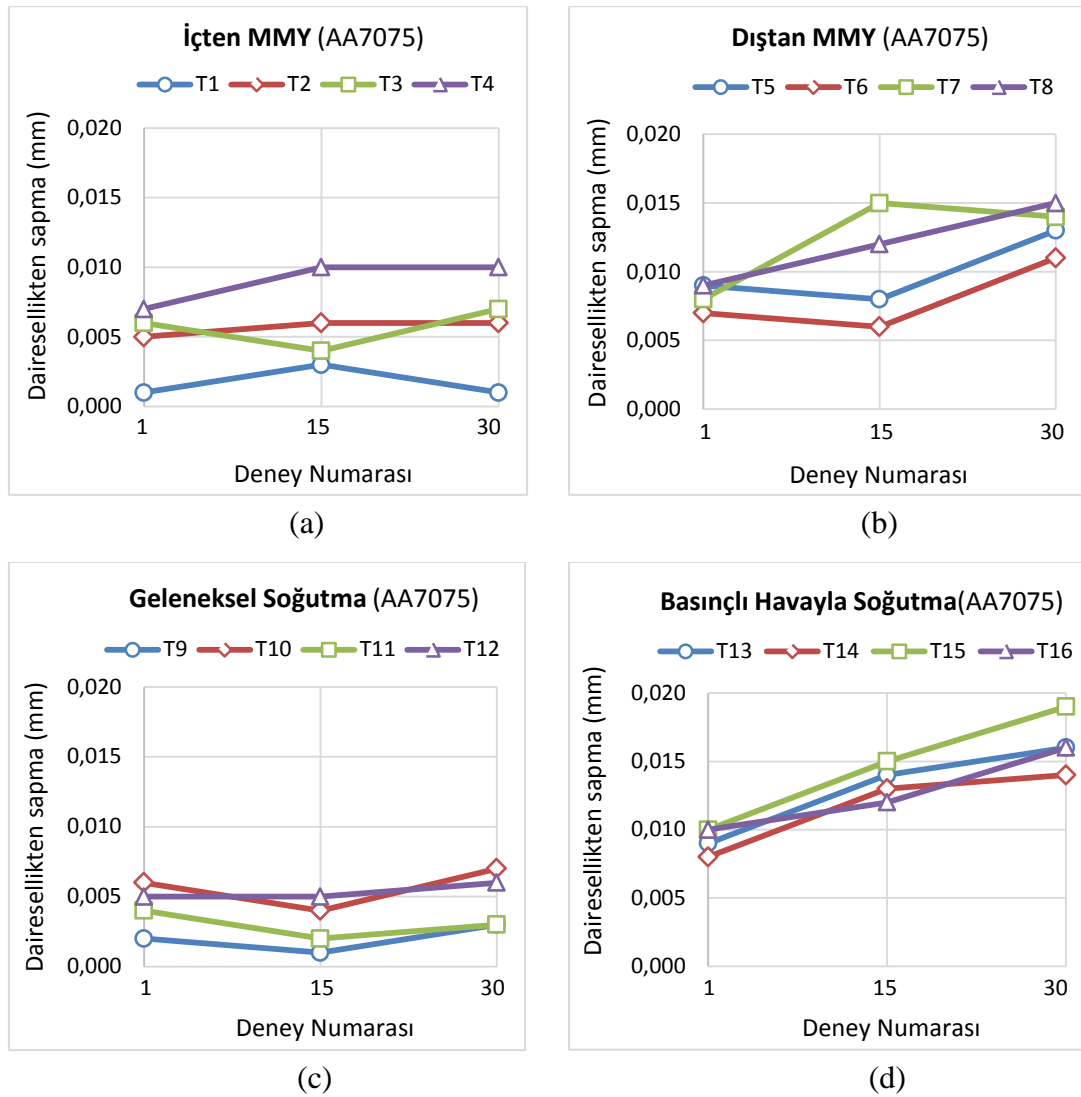 İçten MMY (AA7075)
T1 T2 T3 T4
Dairesellikten sapma (mm)
0,020
0,015
0,010
0,005
0,000
1 15 30
Deney Numarası
(a)
Dıştan MMY (AA7075)
T5 T6 T7 T8
Dairesellikten sapma (mm)
0,020
0,015
0,010
0,005
0,000
1 15 30
Deney Numarası
(b)
Geleneksel Soğutma (AA7075)
T9 T10 T11 T12
Dairesellikten sapma (mm)
0,020
0,015
0,010
0,005
0,000
1 15 30
Deney Numarası
(c)
Basınçlı Havayla Soğutma(AA7075)
T13 T14 T15 T16
Dairesellikten sapma (mm)
0,020
0,015
0,010
0,005
0,000
1 15 30
Deney Numarası
(d)